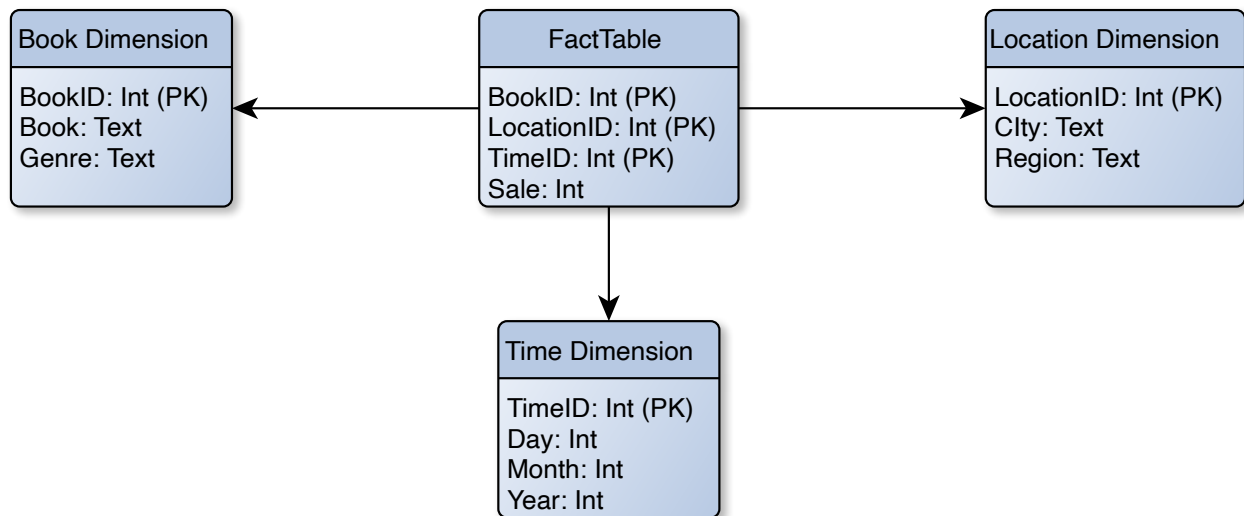 Book Dimension
BookID: Int (PK)
Book: Text
Genre: Text
FactTable
BookID: Int (PK)
LocationID: Int (PK)
TimeID: Int (PK)
Sale: Int
Location Dimension
LocationID: Int (PK)
CIty: Text
Region: Text
Time Dimension
TimeID: Int (PK)
Day: Int
Month: Int
Year: Int